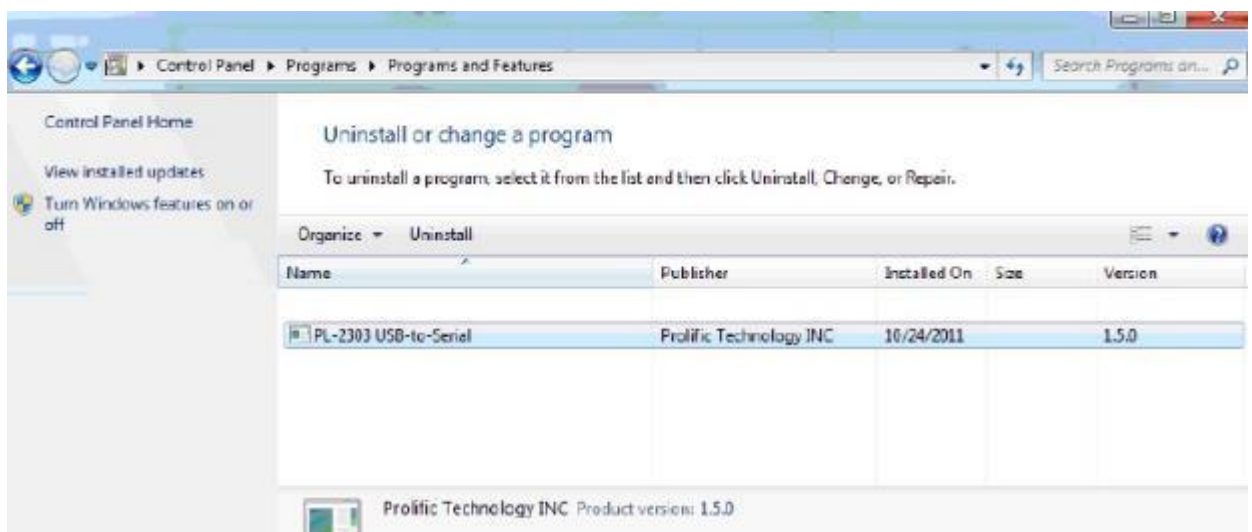 Control Panel ▸ Programs ▸ Programs and Features
Search Programs an...
Control Panel Home
View installed updates
Turn Windows features on or
off
Uninstall or change a program
To uninstall a program, select it from the list and then click Uninstall, Change, or Repair.
Organize Uninstall
Name Publisher Installed On Size Version
PL-2303 USB-to-Serial Prolific Technology INC 10/24/2011 1.5.0
Prolific Technology INC Product version: 1.5.0